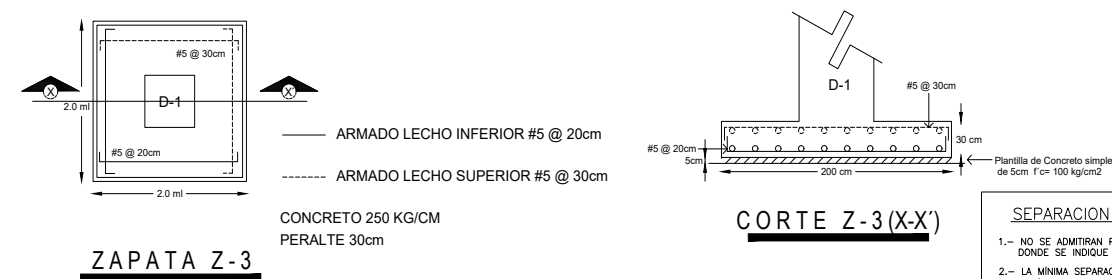 #5 @ 30cm
X
X´
D-1
2.0 ml
#5 @ 20cm
2.0 ml
ARMADO LECHO INFERIOR #5 @ 20cm
ARMADO LECHO SUPERIOR #5 @ 30cm
CONCRETO 250 KG/CM
PERALTE 30cm
ZAPATA Z-3
D-1
#5 @ 30cm
30 cm
#5 @ 20cm
5cm
200 cm
Plantilla de Concreto simple
de 5cm f´c= 100 kg/cm2
CORTE Z-3 (X-X´)
SEPARACION
1.- NO SE ADMITIRAN
DONDE SE INDIQUE
2.- LA MÍNIMA